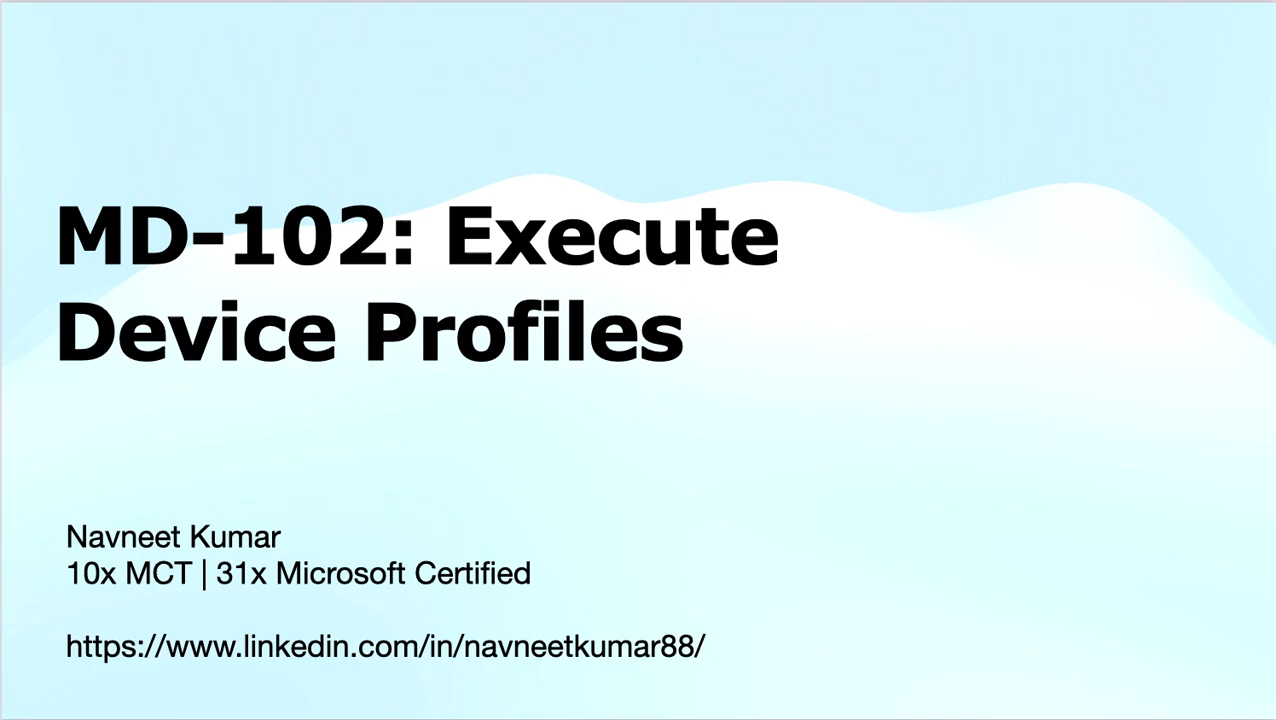 MD-102: Execute
Device Profiles
Navneet Kumar
10x MCT | 31x Microsoft Certified
https://www.linkedin.com/in/navneetkumar88/